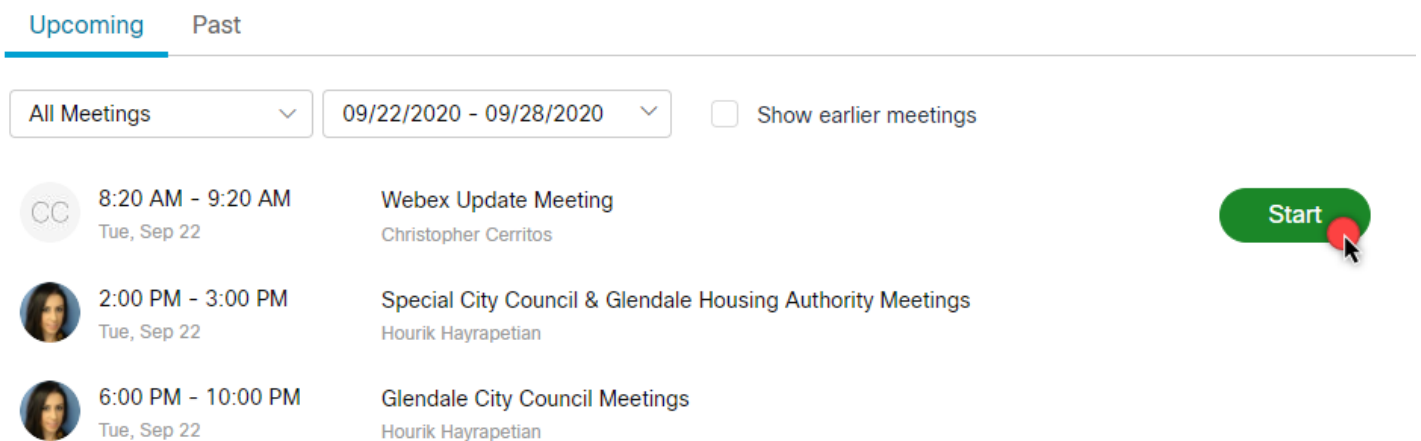 Upcoming Past
All Meetings 09/22/2020 - 09/28/2020 Show earlier meetings
CC 8:20 AM - 9:20 AM Webex Update Meeting Start
Tue, Sep 22 Christopher Cerritos
2:00 PM - 3:00 PM Special City Council & Glendale Housing Authority Meetings
Tue, Sep 22 Hourik Hayrapetian
6:00 PM - 10:00 PM Glendale City Council Meetings
Tue, Sep 22 Hourik Hayrapetian